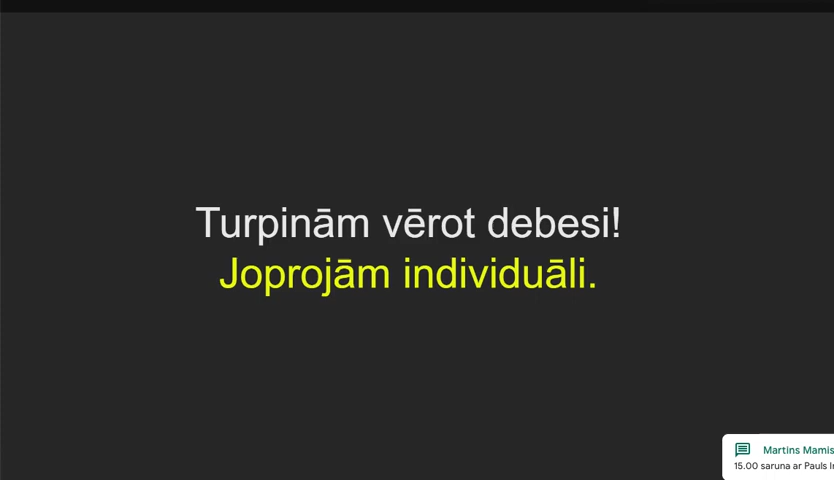 Turpinām vērot debesi!
Joprojām individuāli.
Martins Mamis
15.00 saruna ar Pauls